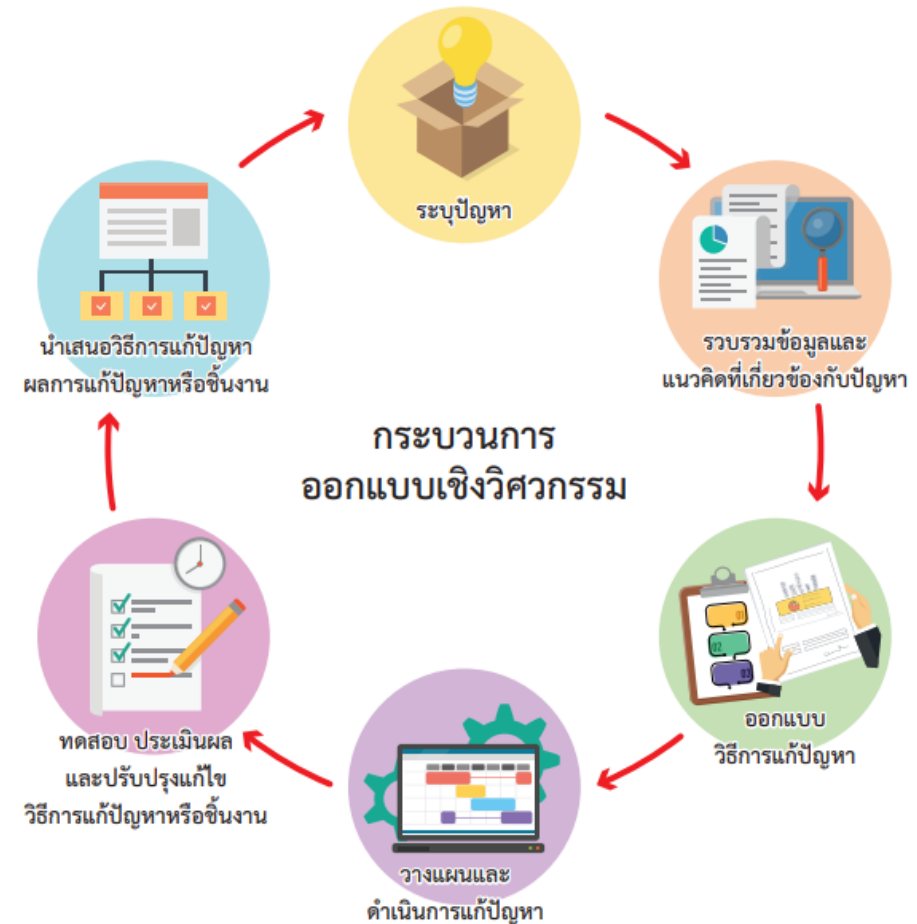 ระบุปัญหา
รวบรวมข้อมูลและ
แนวคิดที่เกี่ยวข้องกับปัญหา
ออกแบบ
วิธีการแก้ปัญหา
วางแผนและ
ดำเนินการแก้ปัญหา
ทดสอบ ประเมินผล
และปรับปรุงแก้ไข
วิธีการแก้ปัญหาหรือชิ้นงาน
นำเสนอวิธีการแก้ปัญหา
ผลการแก้ปัญหาหรือชิ้นงาน
กระบวนการ
ออกแบบเชิงวิศวกรรม
01
02
03